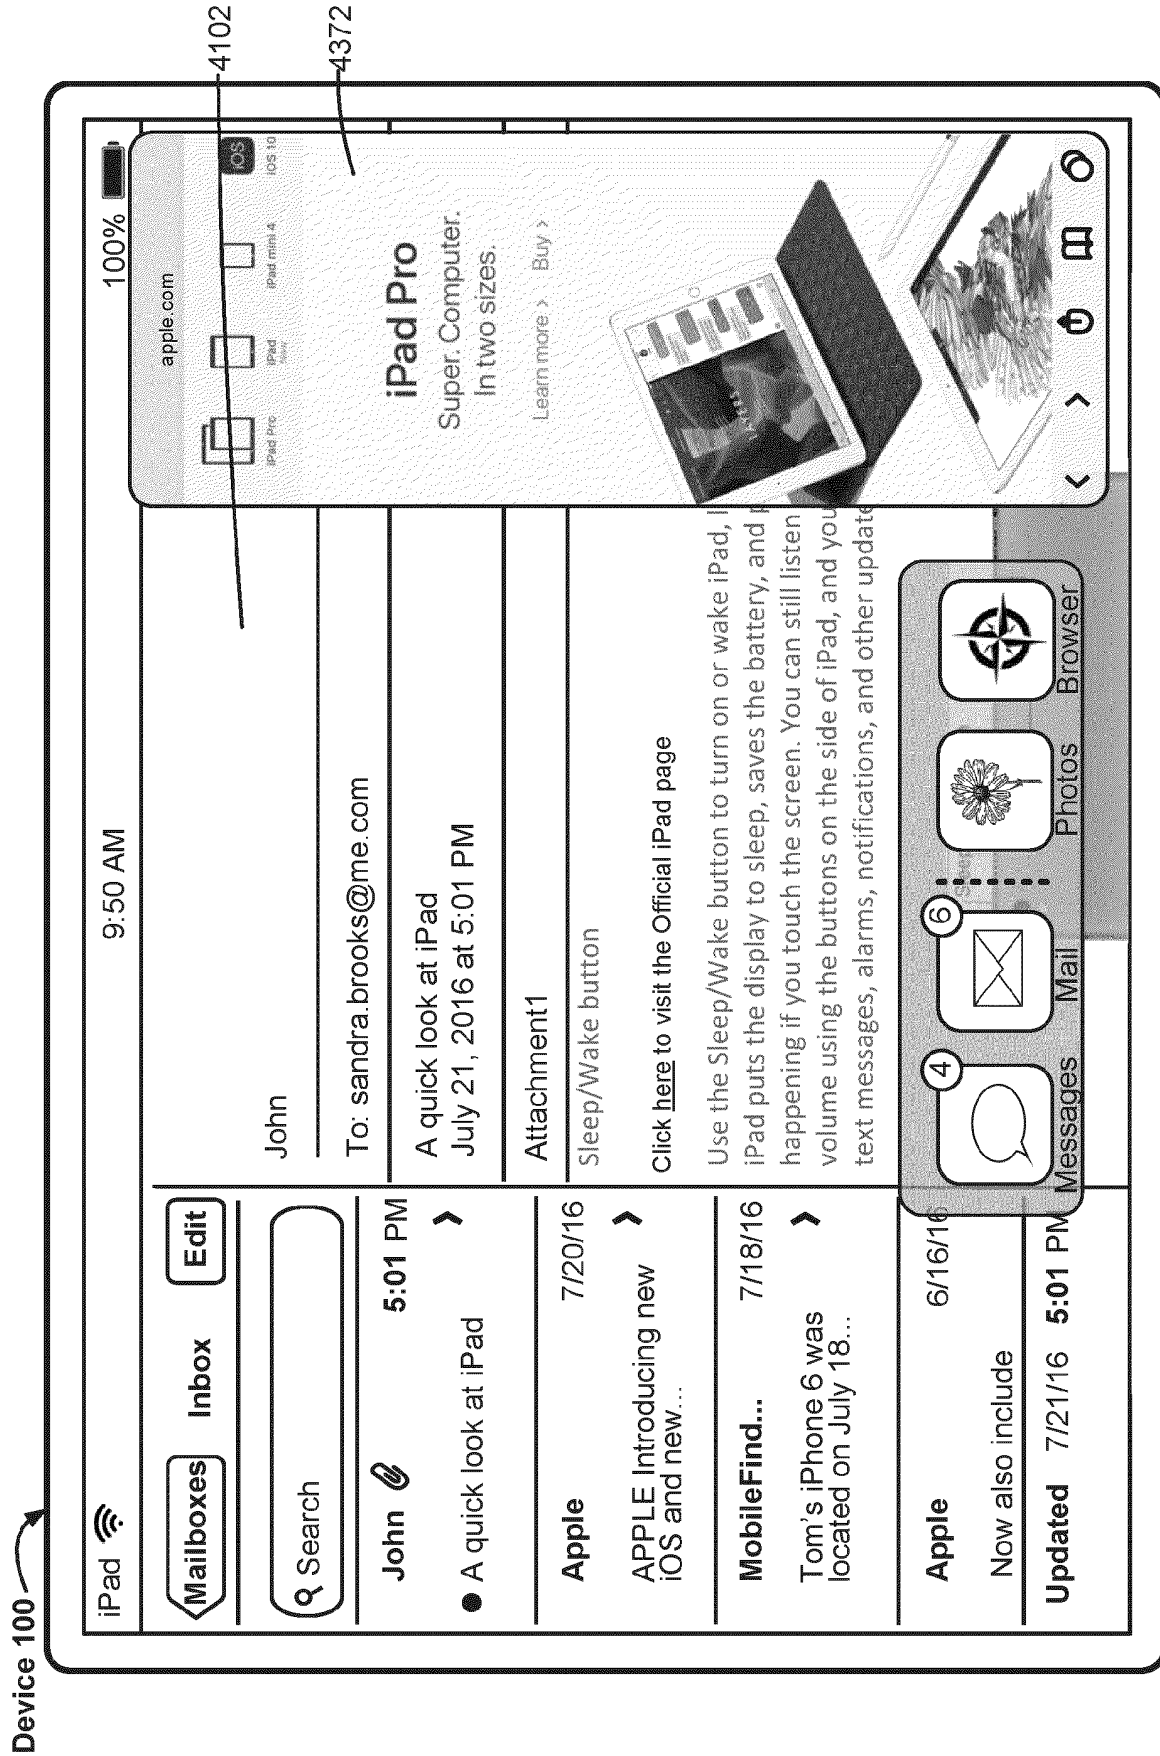 Device 100
iPad
9:50 AM
100%
Mailboxes
Inbox
Edit
Search
John
5:01 PM
A quick look at iPad
Apple
7/20/16
APPLE Introducing new
iOS and new...
MobileFind...
7/18/16
Tom's iPhone 6 was
located on July 18...
Apple
6/16/16
Now also include
Updated 7/21/16 5:01 PM
John
To: sandra.brooks@me.com
A quick look at iPad
July 21, 2016 at 5:01 PM
Attachment1
Sleep/Wake button
Click here to visit the Official iPad page
Use the Sleep/Wake button to turn on or wake iPad,
iPad puts the display to sleep, saves the battery, and
happening if you touch the screen. You can still listen
volume using the buttons on the side of iPad, and you
text messages, alarms, notifications, and other update
4
Messages
6
Mail
Photos
Browser
apple.com
iPad Pro
iPad
iPad mini 4
iOS
iOS 10
iPad Pro
Super. Computer.
In two sizes.
Learn more > Buy >
4102
4372